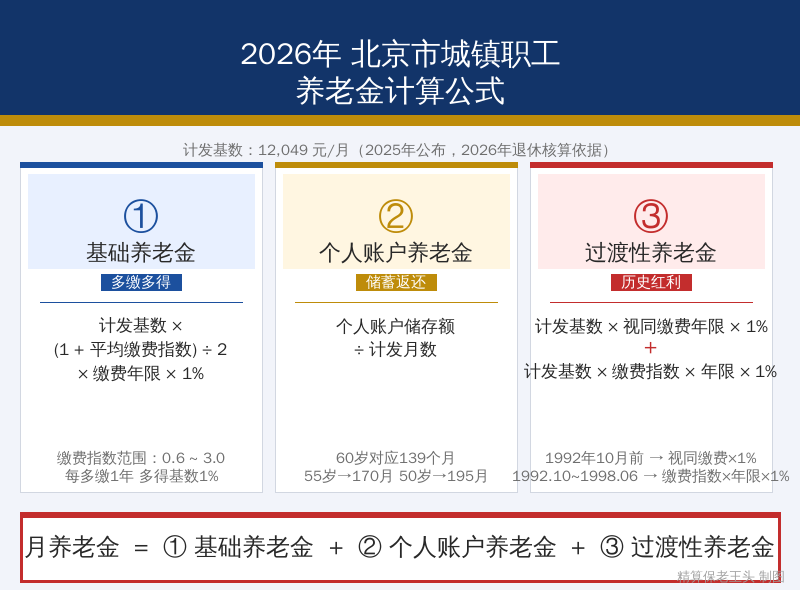 2026年 北京市城镇职工
养老金计算公式
计发基数：12,049 元/月（2025年公布，2026年退休核算依据）
①
基础养老金
多缴多得
计发基数 ×
(1 + 平均缴费指数) ÷ 2
× 缴费年限 × 1%
缴费指数范围：0.6 ~ 3.0
每多缴1年 多得基数1%
②
个人账户养老金
储蓄返还
个人账户储存额
÷ 计发月数
60岁对应139个月
55岁→170月 50岁→195月
③
过渡性养老金
历史红利
计发基数 × 视同缴费年限 × 1%
+
计发基数 × 缴费指数 × 年限 × 1%
1992年10月前 → 视同缴费×1%
1992.10~1998.06 → 缴费指数×年限×1%
月养老金 = ① 基础养老金 + ② 个人账户养老金 + ③ 过渡性养老金
精算保老王头 制图